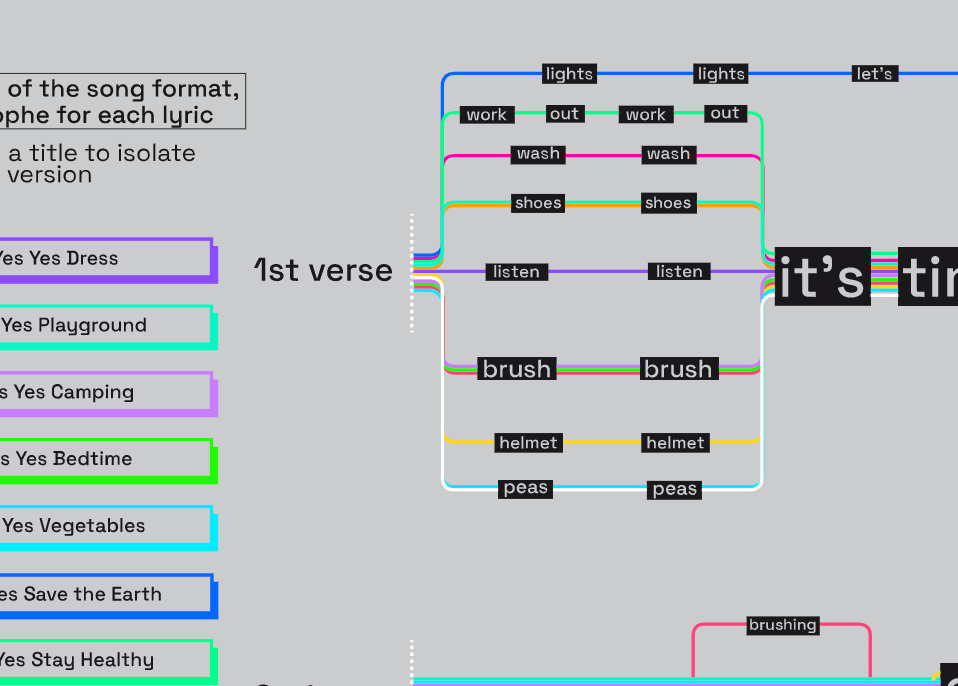 of the song format,
ophe for each lyric
a title to isolate
version
Yes Yes Dress
Yes Playground
s Yes Camping
s Yes Bedtime
Yes Vegetables
es Save the Earth
Yes Stay Healthy
1st verse
lights lights let's
work out work out
wash wash
shoes shoes
listen listen
it's
brush brush
helmet helmet
peas peas
brushing